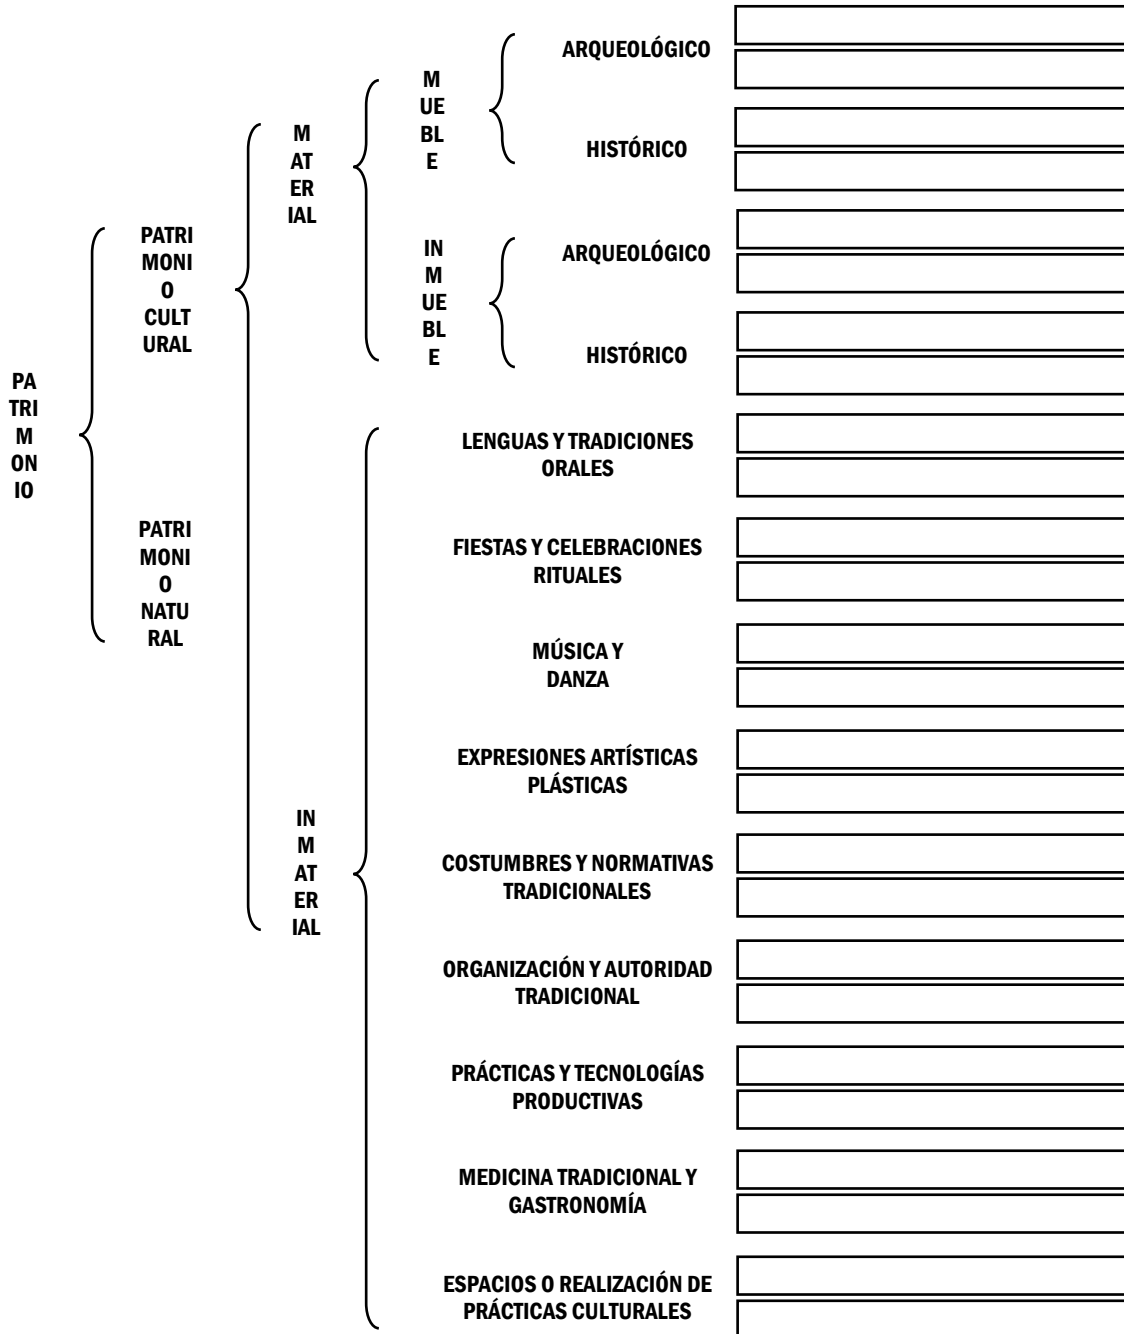 PA
TRI
M
ON
IO
PATRI
MONI
O
CULT
URAL
PATRI
MONI
O
NATU
RAL
M
AT
ER
IAL
IN
M
AT
ER
IAL
M
UE
BL
E
IN
M
UE
BL
E
ARQUEOLÓGICO
HISTÓRICO
ARQUEOLÓGICO
HISTÓRICO
LENGUAS Y TRADICIONES
ORALES
FIESTAS Y CELEBRACIONES
RITUALES
MÚSICA Y
DANZA
EXPRESIONES ARTÍSTICAS
PLÁSTICAS
COSTUMBRES Y NORMATIVAS
TRADICIONALES
ORGANIZACIÓN Y AUTORIDAD
TRADICIONAL
PRÁCTICAS Y TECNOLOGÍAS
PRODUCTIVAS
MEDICINA TRADICIONAL Y
GASTRONOMÍA
ESPACIOS O REALIZACIÓN DE
PRÁCTICAS CULTURALES